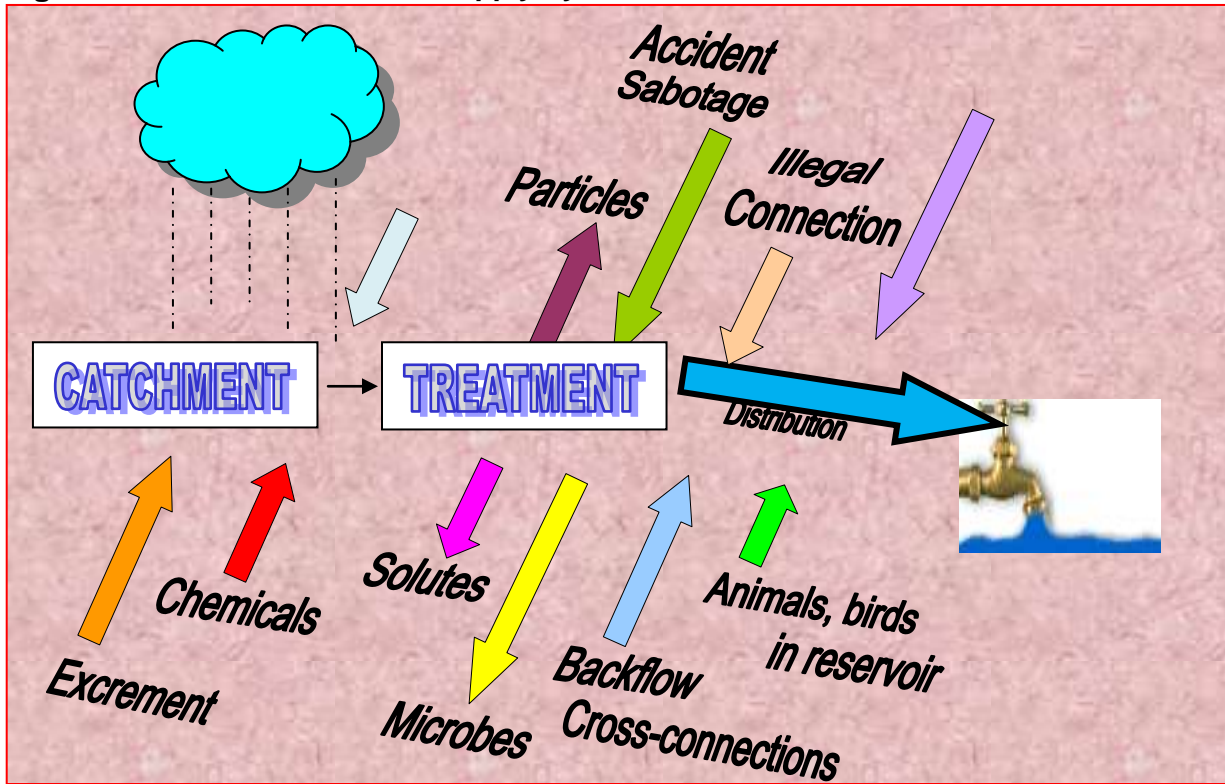 Accident
Sabotage
Illegal
Connection
Particles
CATCHMENT
TREATMENT
Distribution
Solutes
Chemicals
Excrement
Microbes
Animals, birds
in reservoir
Backflow
Cross-connections